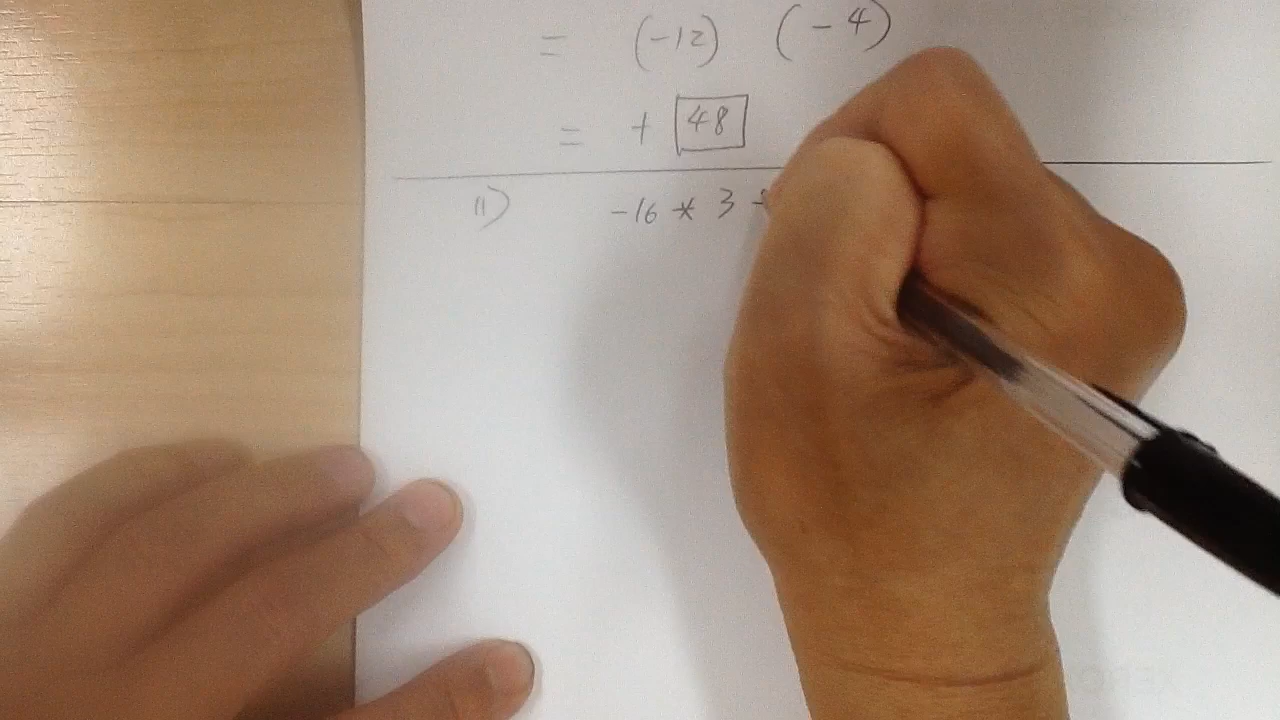 = (-12) (-4)
= + 48
11) -16 * 3